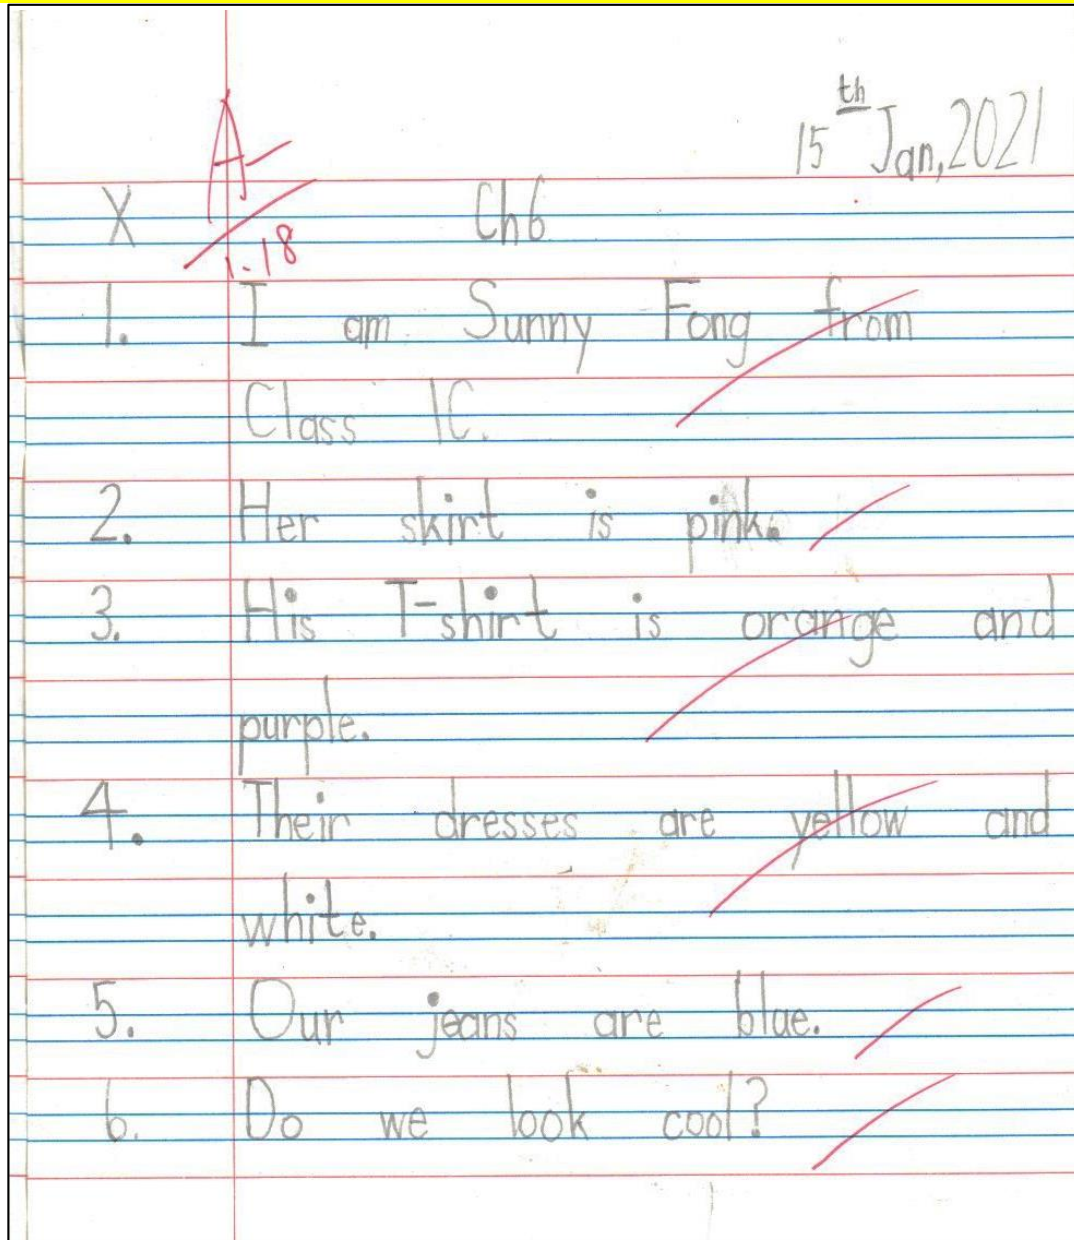 15th Jan, 2021
A-
X Ch6
1.18
1. I am Sunny Fong from
Class 1C.
2. Her skirt is pink.
3. His T-shirt is orange and
purple.
4. Their dresses are yellow and
white.
5. Our jeans are blue.
6. Do we look cool?